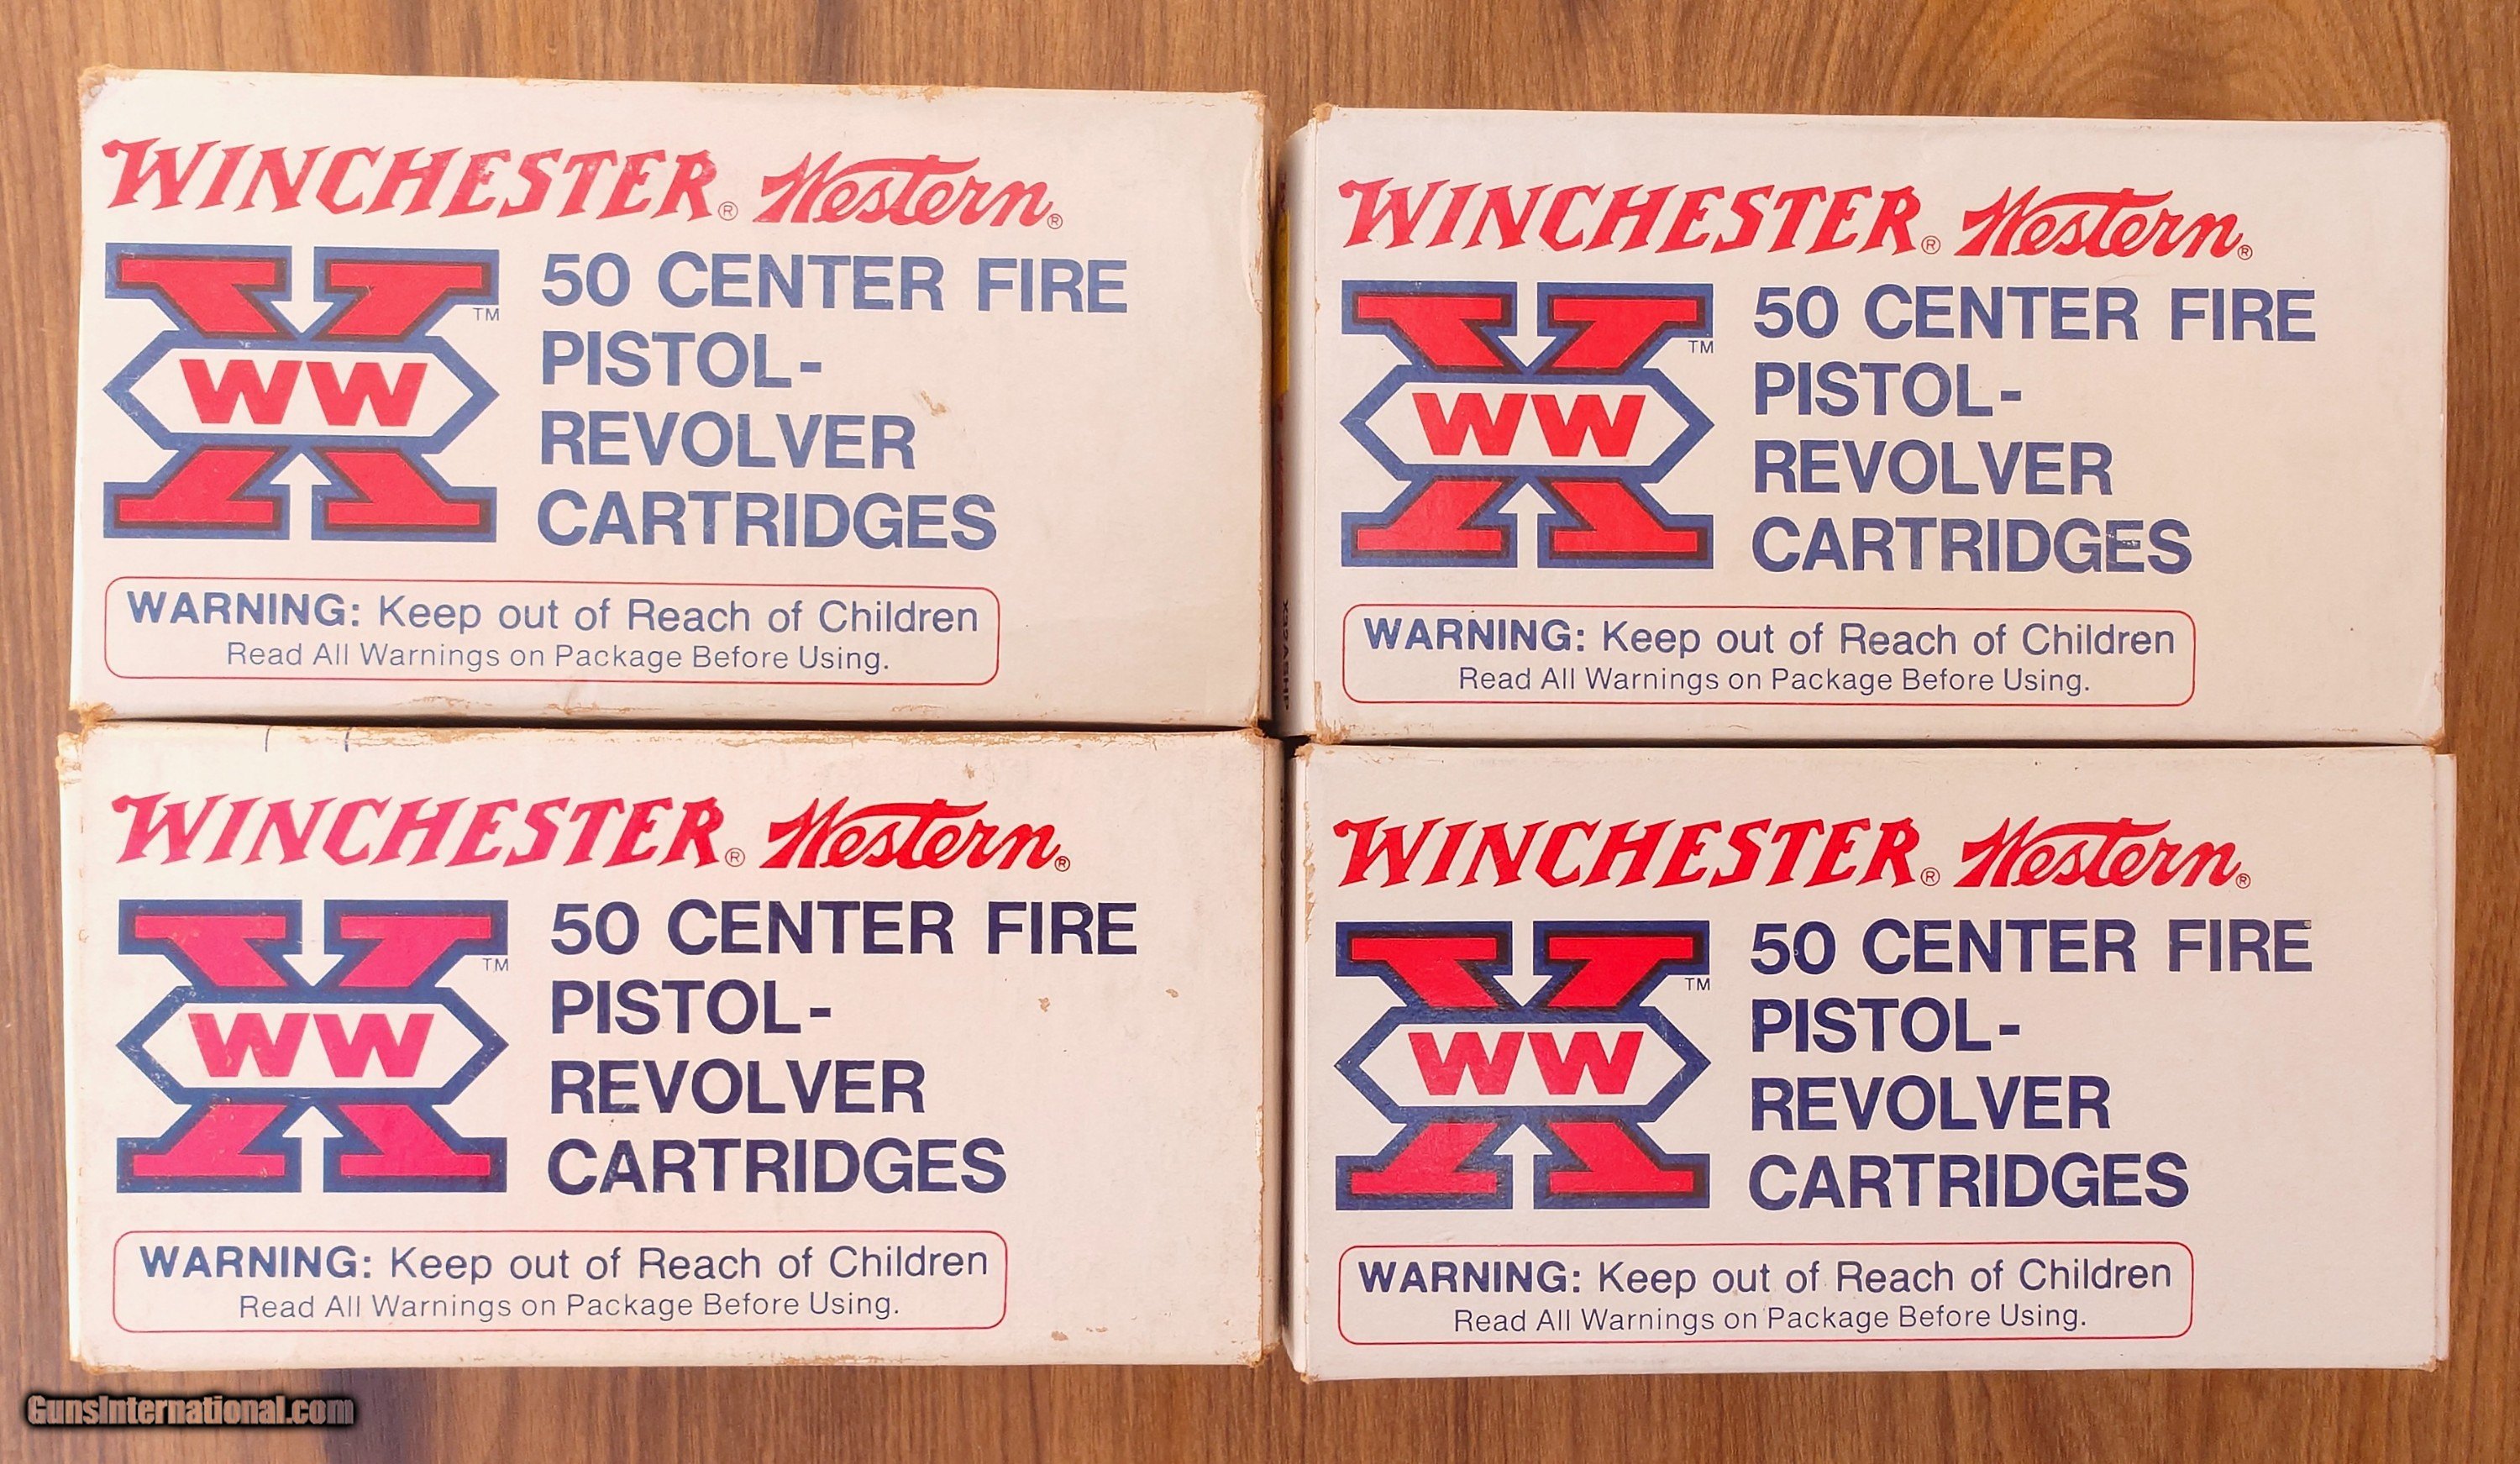 WINCHESTER® Western®
WW™
50 CENTER FIRE
PISTOL-
REVOLVER
CARTRIDGES
WARNING: Keep out of Reach of Children
Read All Warnings on Package Before Using.
WINCHESTER® Western®
WW™
50 CENTER FIRE
PISTOL-
REVOLVER
CARTRIDGES
WARNING: Keep out of Reach of Children
Read All Warnings on Package Before Using.
WINCHESTER® Western®
WW™
50 CENTER FIRE
PISTOL-
REVOLVER
CARTRIDGES
WARNING: Keep out of Reach of Children
Read All Warnings on Package Before Using.
WINCHESTER® Western®
WW™
50 CENTER FIRE
PISTOL-
REVOLVER
CARTRIDGES
WARNING: Keep out of Reach of Children
Read All Warnings on Package Before Using.
GunsInternational.com